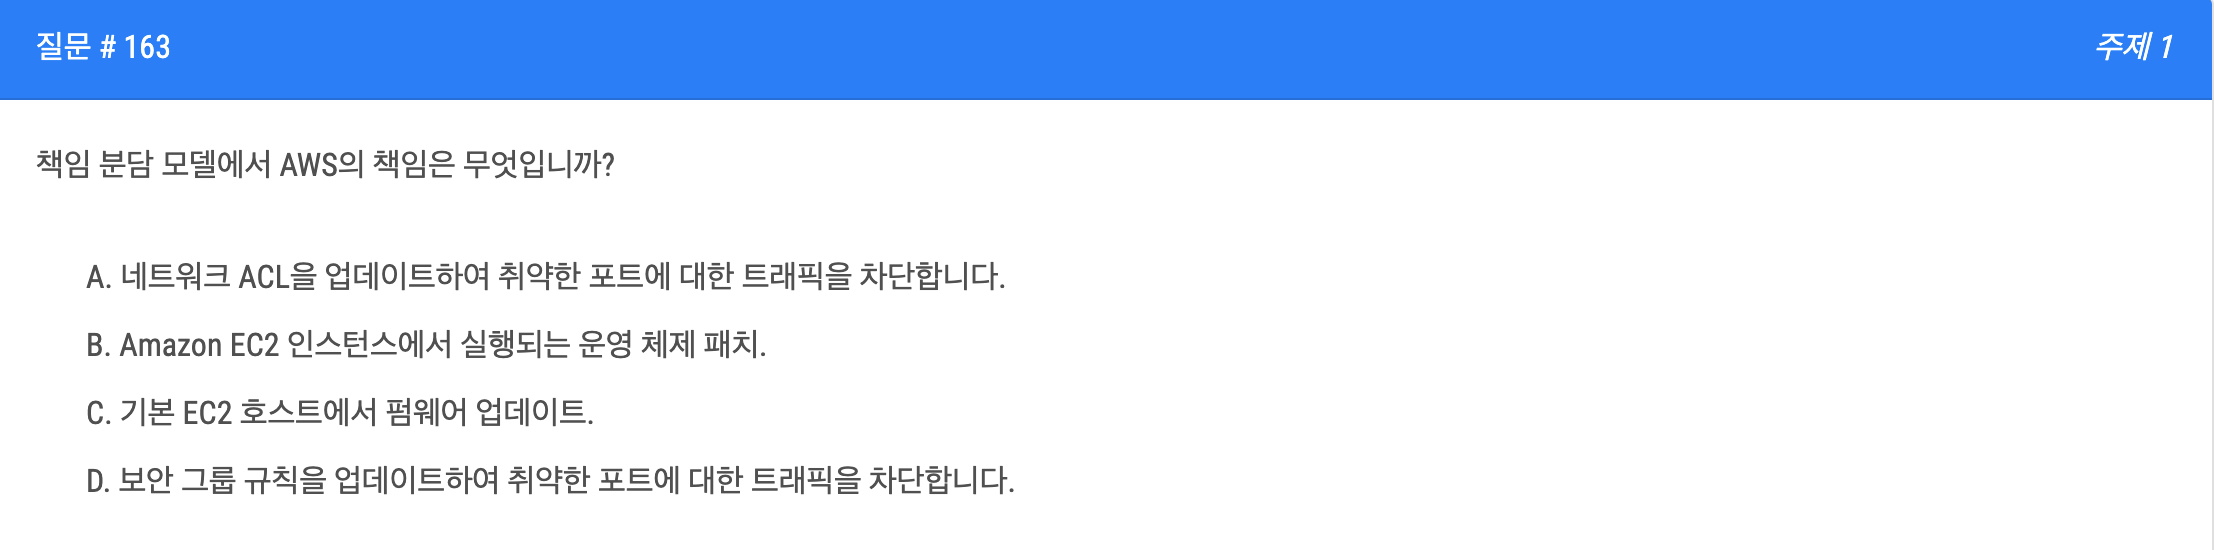 질문 # 163
주제 1
책임 분담 모델에서 AWS의 책임은 무엇입니까?
A. 네트워크 ACL을 업데이트하여 취약한 포트에 대한 트래픽을 차단합니다.
B. Amazon EC2 인스턴스에서 실행되는 운영 체제 패치.
C. 기본 EC2 호스트에서 펌웨어 업데이트.
D. 보안 그룹 규칙을 업데이트하여 취약한 포트에 대한 트래픽을 차단합니다.